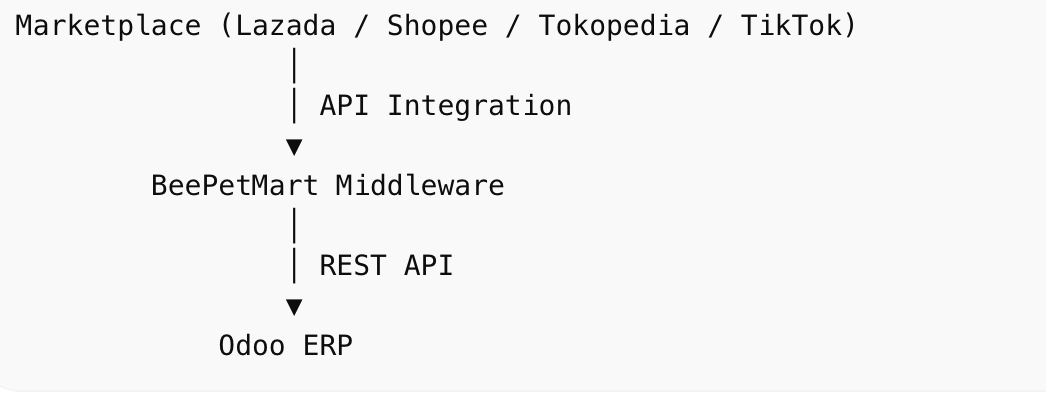 Marketplace (Lazada / Shopee / Tokopedia / TikTok)
API Integration
BeePetMart Middleware
REST API
Odoo ERP